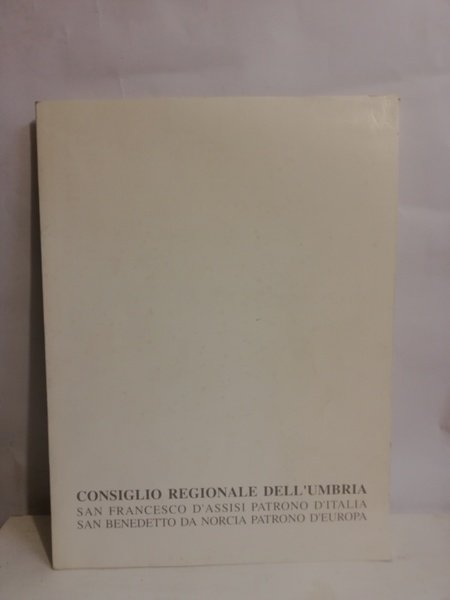 CONSIGLIO REGIONALE DELL'UMBRIA
SAN FRANCESCO D'ASSISI PATRONO D'ITALIA
SAN BENEDETTO DA NORCIA PATRONO D'EUROPA